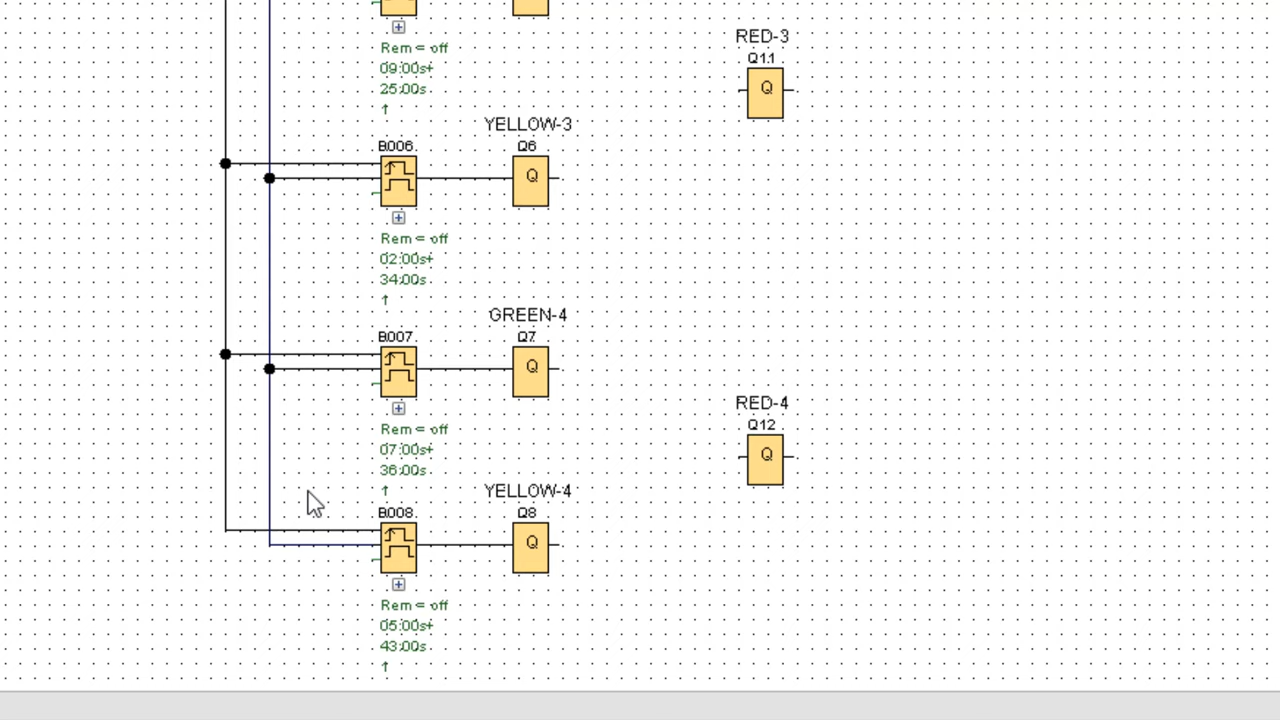 Rem = off
09:00s+
25:00s
↑
RED-3
Q11
Q
YELLOW-3
B006
Q6
Q
Rem = off
02:00s+
34:00s
↑
GREEN-4
B007
Q7
Q
Rem = off
07:00s+
36:00s
↑
RED-4
Q12
Q
YELLOW-4
B008
Q8
Q
Rem = off
05:00s+
43:00s
↑